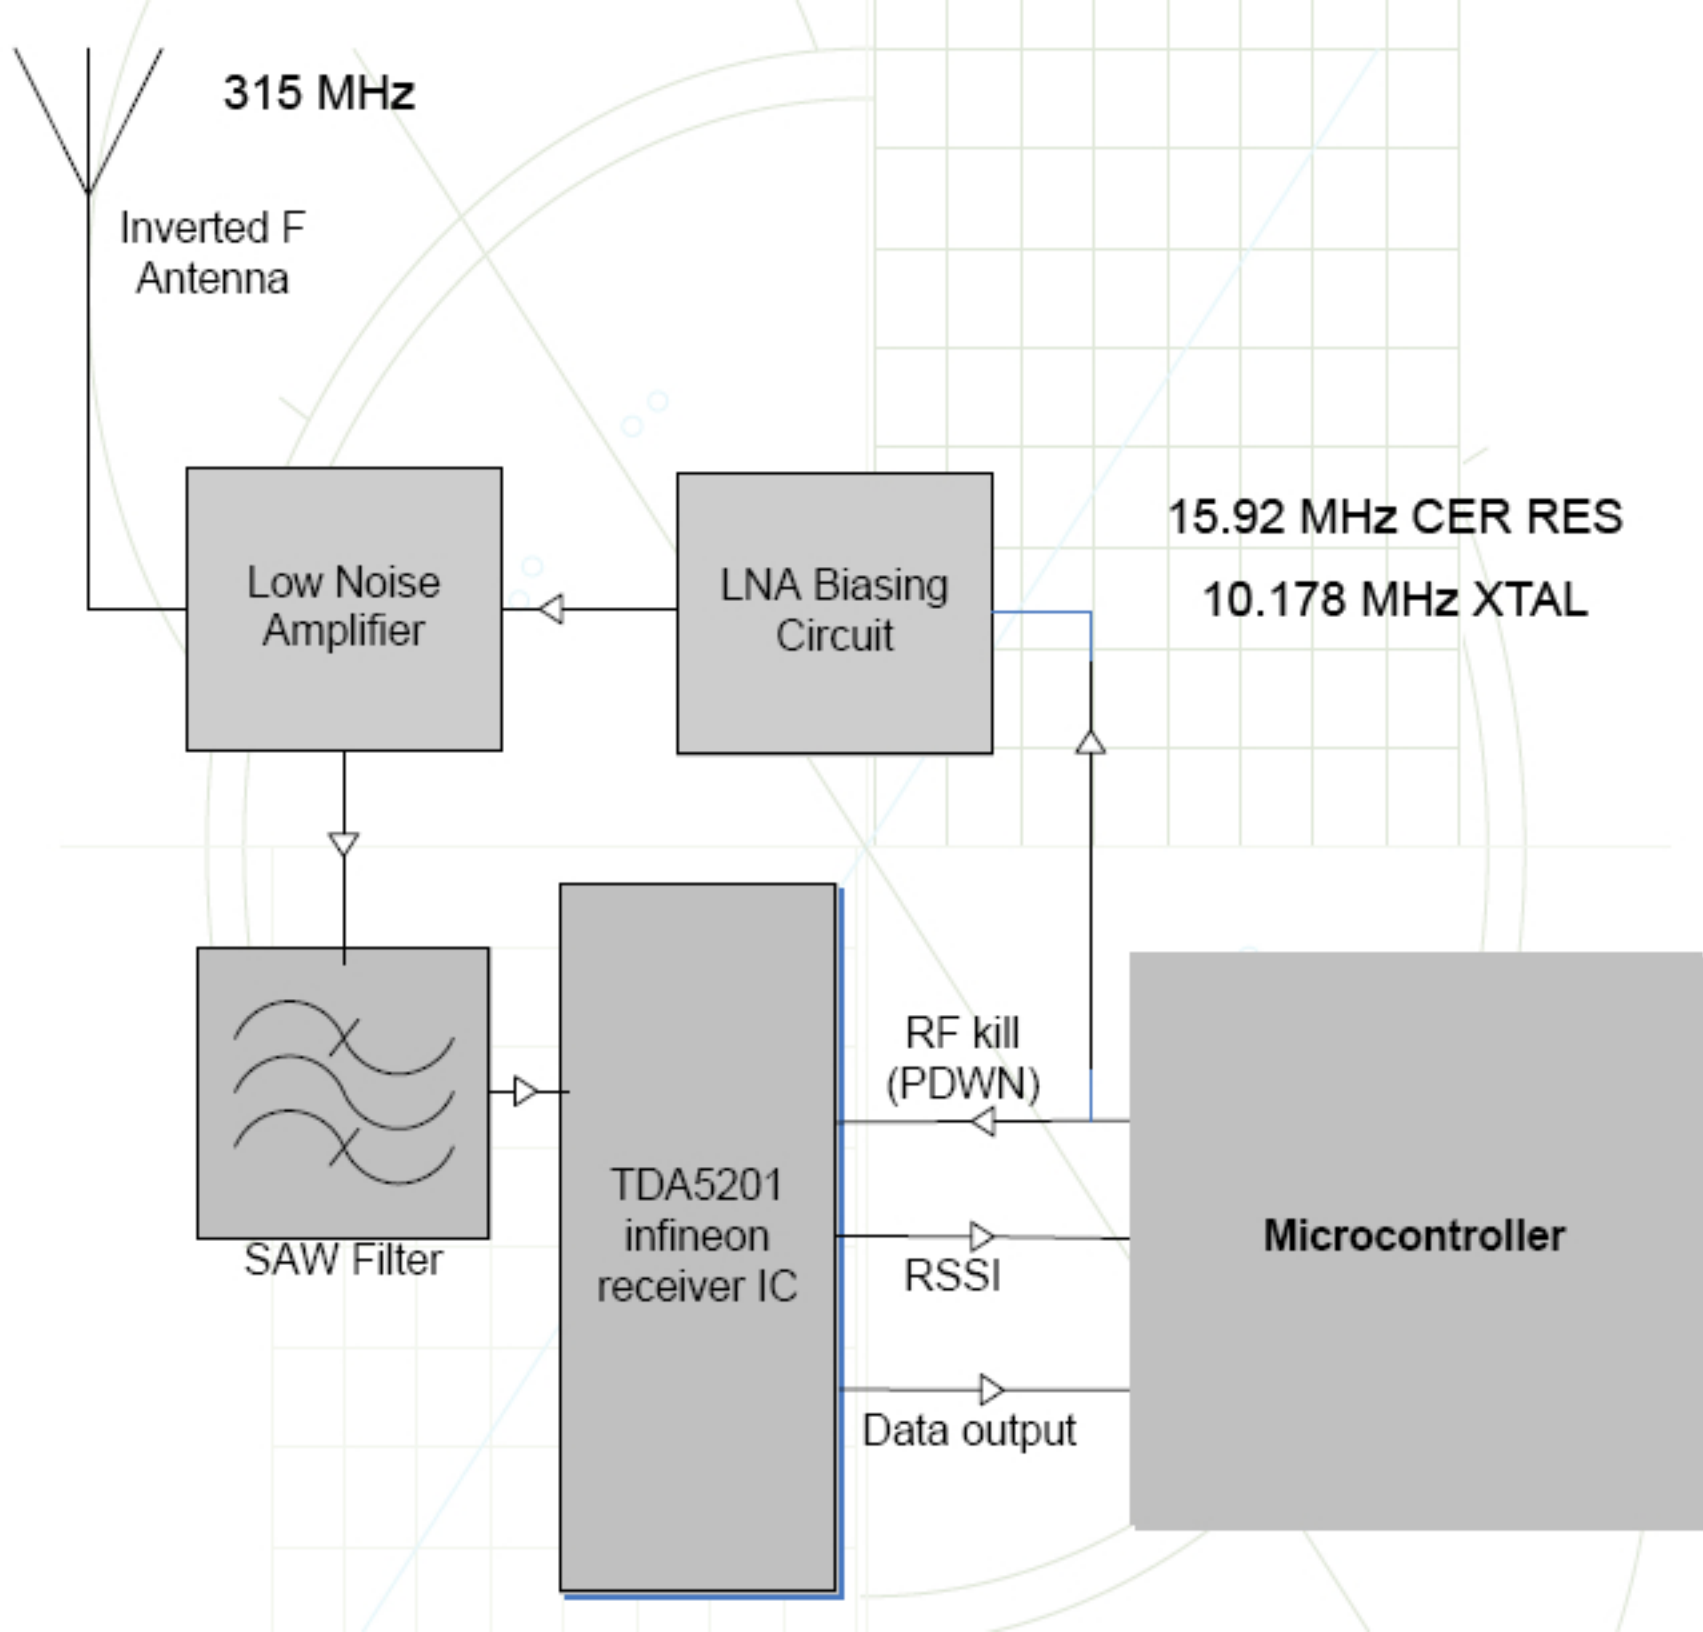 315 MHz
Inverted F
Antenna
Low Noise
Amplifier
LNA Biasing
Circuit
15.92 MHz CER RES
10.178 MHz XTAL
SAW Filter
TDA5201
infineon
receiver IC
RF kill
(PDWN)
RSSI
Data output
Microcontroller